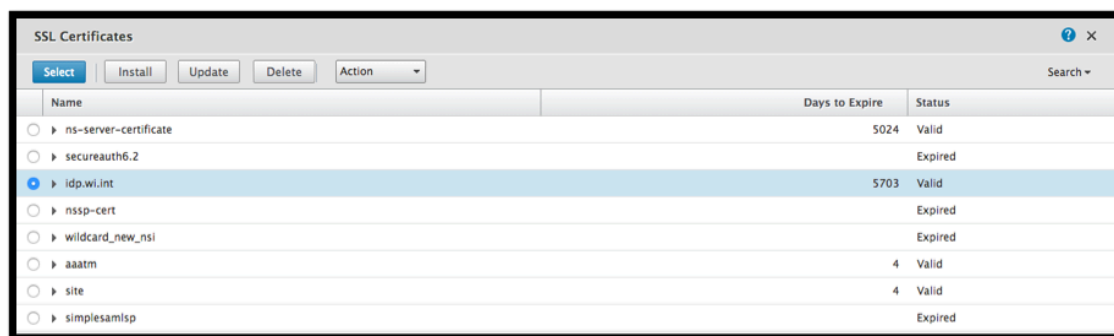 SSL Certificates
Select Install Update Delete Action Search
Name Days to Expire Status
ns-server-certificate 5024 Valid
secureauth6.2 Expired
idp.wi.int 5703 Valid
nssp-cert Expired
wildcard_new_nsi Expired
aaatm 4 Valid
site 4 Valid
simplesamlsp Expired